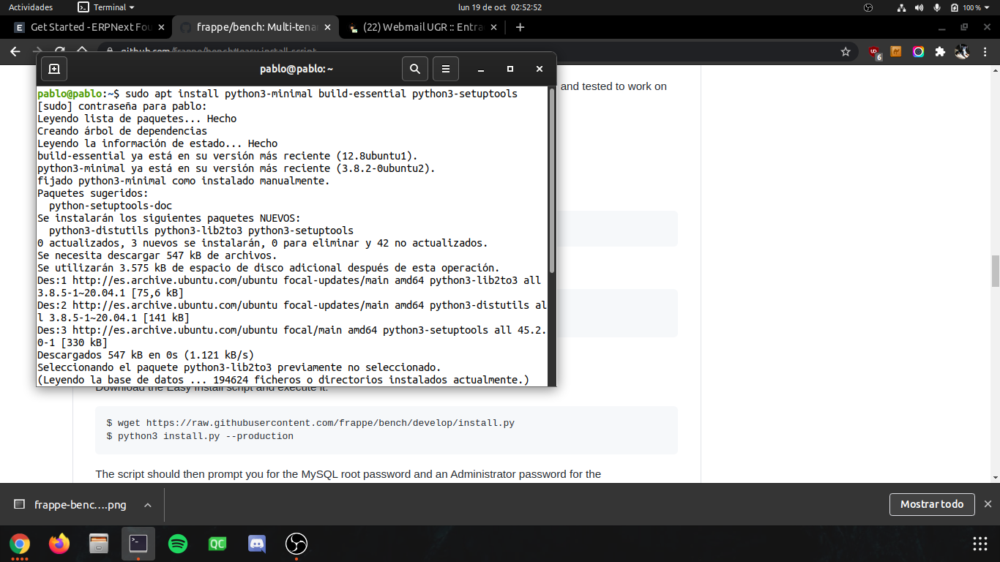 Actividades
Terminal
lun 19 de oct 02:52:52
100 %
Get Started - ERPNext Fou
frappe/bench: Multi-tena
(22) Webmail UGR :: Entra
github.com/frappe/bench#easy-install-script
6
pablo@pablo: ~
and tested to work on
pablo@pablo:~$ sudo apt install python3-minimal build-essential python3-setuptools
[sudo] contraseña para pablo:
Leyendo lista de paquetes... Hecho
Creando árbol de dependencias
Leyendo la información de estado... Hecho
build-essential ya está en su versión más reciente (12.8ubuntu1).
python3-minimal ya está en su versión más reciente (3.8.2-0ubuntu2).
fijado python3-minimal como instalado manualmente.
Paquetes sugeridos:
python-setuptools-doc
Se instalarán los siguientes paquetes NUEVOS:
python3-distutils python3-lib2to3 python3-setuptools
0 actualizados, 3 nuevos se instalarán, 0 para eliminar y 42 no actualizados.
Se necesita descargar 547 kB de archivos.
Se utilizarán 3.575 kB de espacio de disco adicional después de esta operación.
Des:1 http://es.archive.ubuntu.com/ubuntu focal-updates/main amd64 python3-lib2to3 all
3.8.5-1~20.04.1 [75,6 kB]
Des:2 http://es.archive.ubuntu.com/ubuntu focal-updates/main amd64 python3-distutils al
l 3.8.5-1~20.04.1 [141 kB]
Des:3 http://es.archive.ubuntu.com/ubuntu focal/main amd64 python3-setuptools all 45.2.
0-1 [330 kB]
Descargados 547 kB en 0s (1.121 kB/s)
Seleccionando el paquete python3-lib2to3 previamente no seleccionado.
(Leyendo la base de datos ... 194624 ficheros o directorios instalados actualmente.)
Download the Easy Install script and execute it:
$ wget https://raw.githubusercontent.com/frappe/bench/develop/install.py
$ python3 install.py --production
The script should then prompt you for the MySQL root password and an Administrator password for the
frappe-benc....png
Mostrar todo
QC